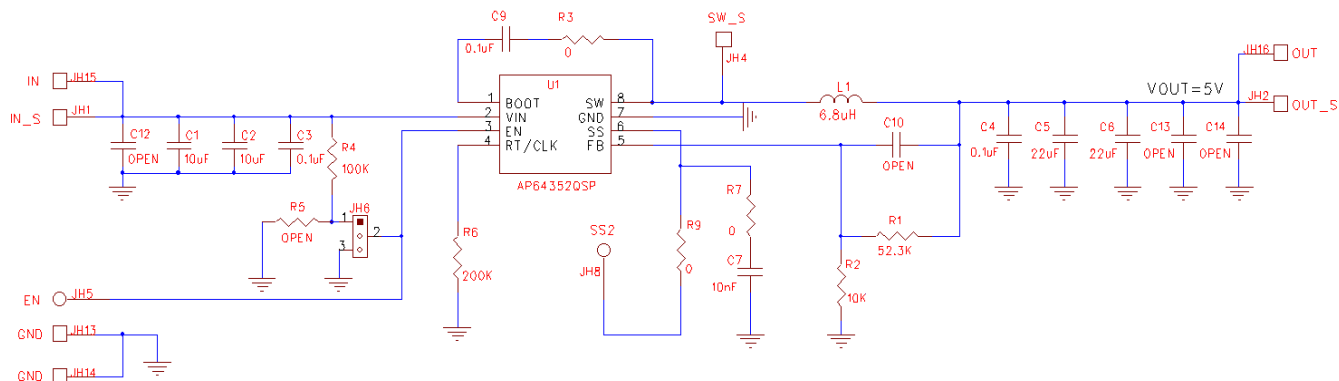 C9
0.1uF
R3
0
SW_S
JH4
IN
JH15
IN_S
JH1
C12
OPEN
C1
10uF
C2
10uF
C3
0.1uF
R4
100K
R5
OPEN
JH6
1
2
3
EN
JH5
GND
JH13
GND
JH14
U1
1 BOOT
2 VIN
3 EN
4 RT/CLK
SW 8
GND 7
SS 6
FB 5
AP64352QSP
R6
200K
SS2
JH8
R9
0
R7
0
C7
10nF
L1
6.8uH
C10
OPEN
R1
52.3K
R2
10K
VOUT=5V
C4
0.1uF
C5
22uF
C6
22uF
C13
OPEN
C14
OPEN
JH16
OUT
JH2
OUT_S